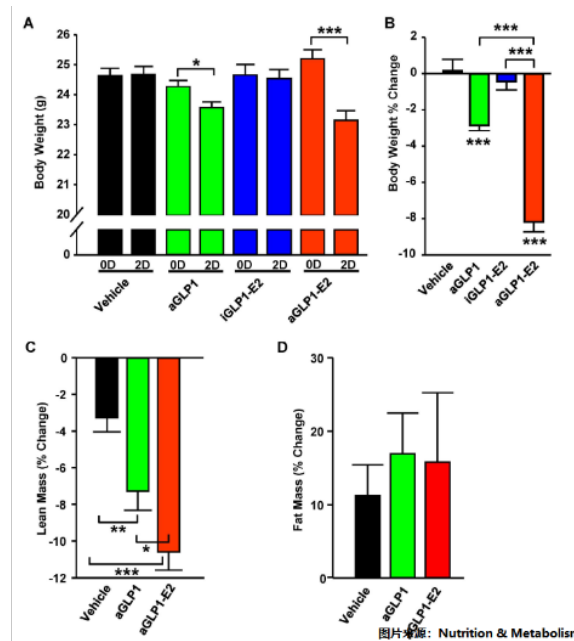 A
Body Weight (g)
26
25
24
23
22
21
20
0
*
***
0D 2D 0D 2D 0D 2D 0D 2D
Vehicle
aGLP1
iGLP1-E2
aGLP1-E2
B
Body Weight % Change
2
0
-2
-4
-6
-8
-10
***
***
***
***
Vehicle
aGLP1
iGLP1-E2
aGLP1-E2
C
Lean Mass (% Change)
0
-2
-4
-6
-8
-10
-12
**
*
***
Vehicle
aGLP1
aGLP1-E2
D
Fat Mass (% Change)
30
20
10
0
Vehicle
aGLP1
aGLP1-E2
图片来源：Nutrition & Metabolism